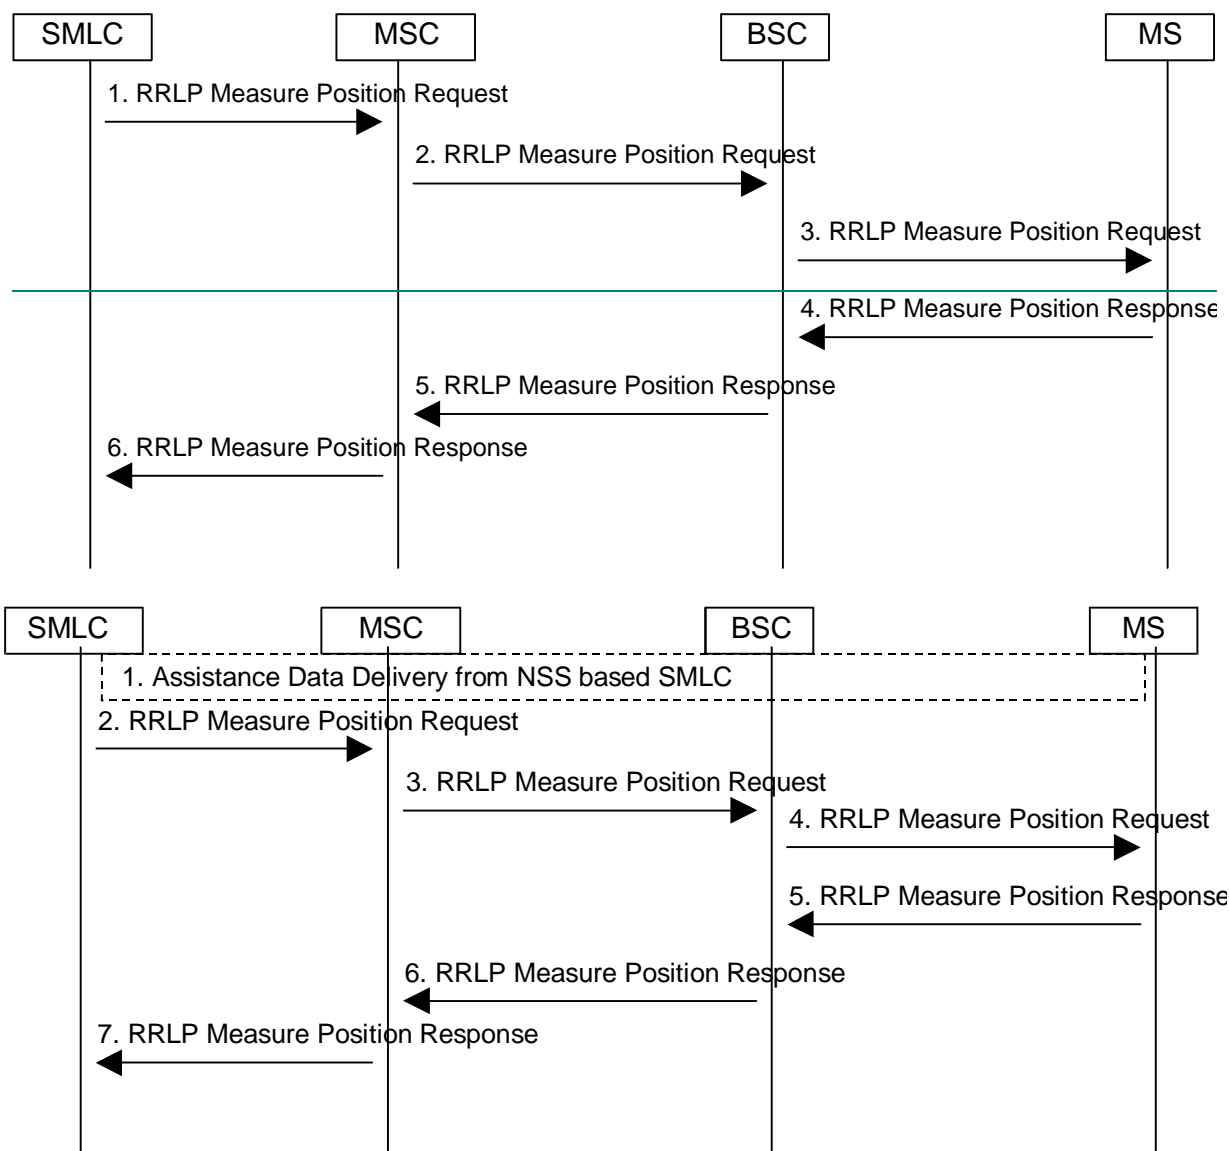 SMLC MSC BSC MS
1. RRLP Measure Position Request
2. RRLP Measure Position Request
3. RRLP Measure Position Request
4. RRLP Measure Position Response
5. RRLP Measure Position Response
6. RRLP Measure Position Response
SMLC MSC BSC MS
1. Assistance Data Delivery from NSS based SMLC
2. RRLP Measure Position Request
3. RRLP Measure Position Request
4. RRLP Measure Position Request
5. RRLP Measure Position Response
6. RRLP Measure Position Response
7. RRLP Measure Position Response